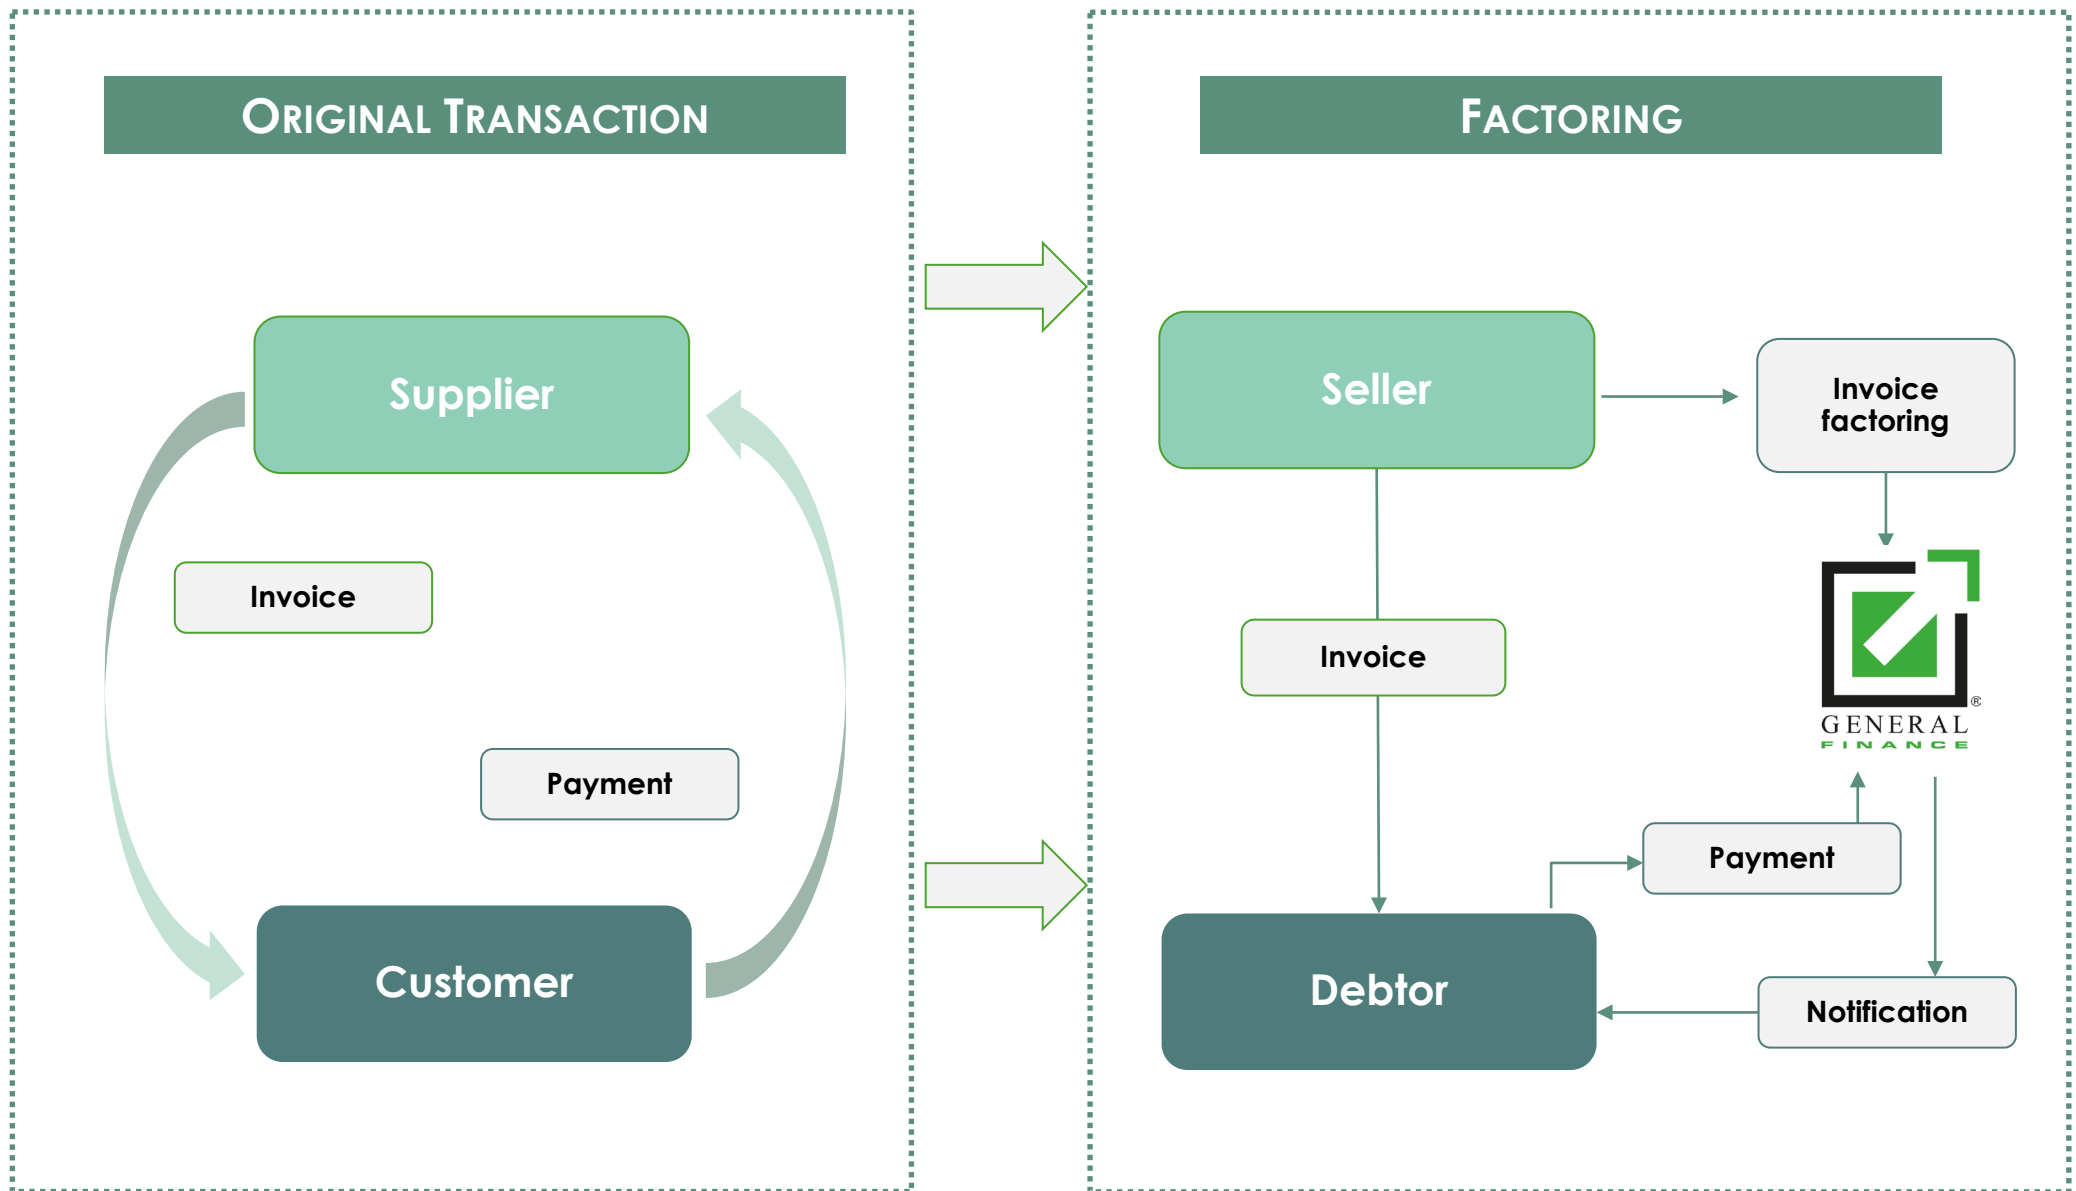 ORIGINAL TRANSACTION
Supplier
Invoice
Payment
Customer
FACTORING
Seller
Invoice
factoring
Invoice
GENERAL
®
FINANCE
Payment
Debtor
Notification